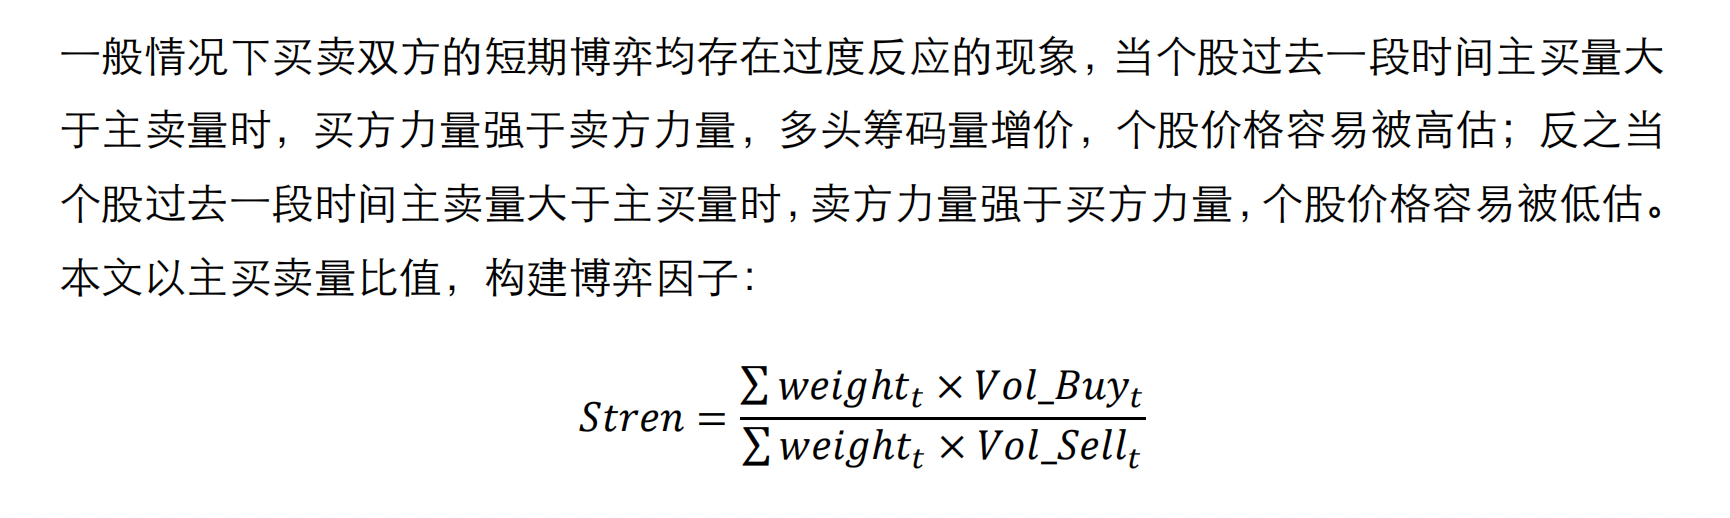 一般情况下买卖双方的短期博弈均存在过度反应的现象，当个股过去一段时间主买量大
于主卖量时，买方力量强于卖方力量，多头筹码量增价，个股价格容易被高估；反之当
个股过去一段时间主卖量大于主买量时，卖方力量强于买方力量，个股价格容易被低估。
本文以主买卖量比值，构建博弈因子：
Stren = \frac{\sum weight_t × Vol\_Buy_t}{\sum weight_t × Vol\_Sell_t}